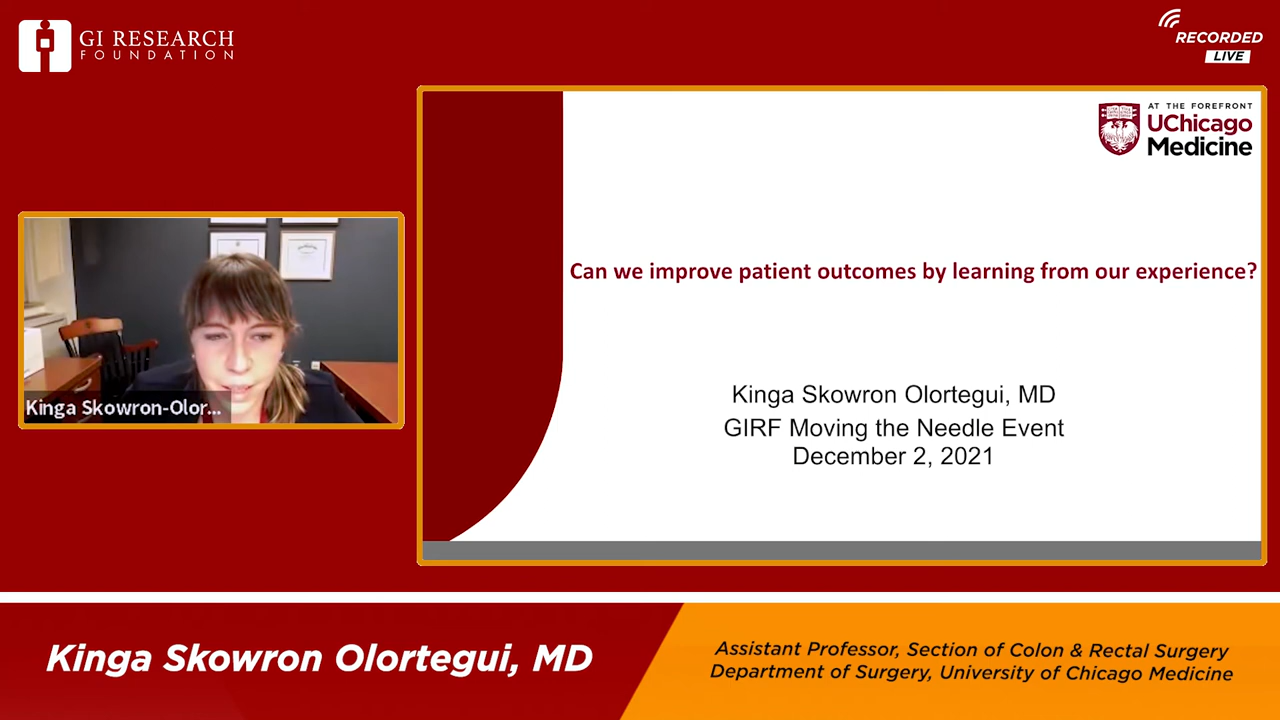 GI RESEARCH
FOUNDATION
RECORDED
LIVE
AT THE FOREFRONT
UChicago
Medicine
Can we improve patient outcomes by learning from our experience?
Kinga Skowron Olortegui, MD
GIRF Moving the Needle Event
December 2, 2021
Kinga Skowron-Olor...
Kinga Skowron Olortegui, MD
Assistant Professor, Section of Colon & Rectal Surgery
Department of Surgery, University of Chicago Medicine